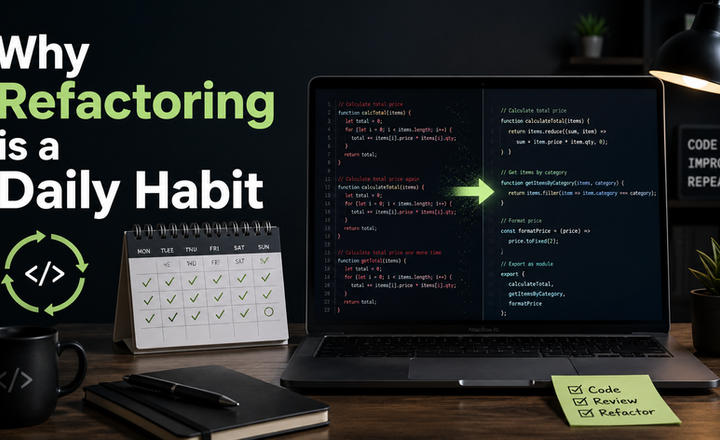 Why
Refactoring
is a
Daily Habit
</>
MON THU FRI SAT SUN
FRI SAT
// Calculate total price
function calcTotal(items) {
let total = 0;
for (let i = 0; i < items.length; i++) {
total += items[i].price * items[i].qty;
}
return total;
}
// Calculate total price again
function calculateTotal(items) {
let total = 0;
for (let i = 0; i < items.length; i++) {
total += items[i].price * items[i].qty;
}
return total;
}
// Calculate total price one more time
function getTotal(items) {
let total = 0;
for (let i = 0; i < items.length; i++) {
total += items[i].price * items[i].qty;
}
return total;
}
// Calculate total price
function calculateTotal(items) {
return items.reduce((sum, item) =>
sum + item.price * item.qty, 0);
} }
// Get items by category
function getItemsByCategory(items, category) {
return items.filter(item => item.category === category);
}
// Format price
const formatPrice = (price) =>
price.toFixed(2);
// Export as module
export {
calculateTotal,
getItemsByCategory,
formatPrice
};
CODE
IMPRO
REPEA
</>
Code
Review
Refactor